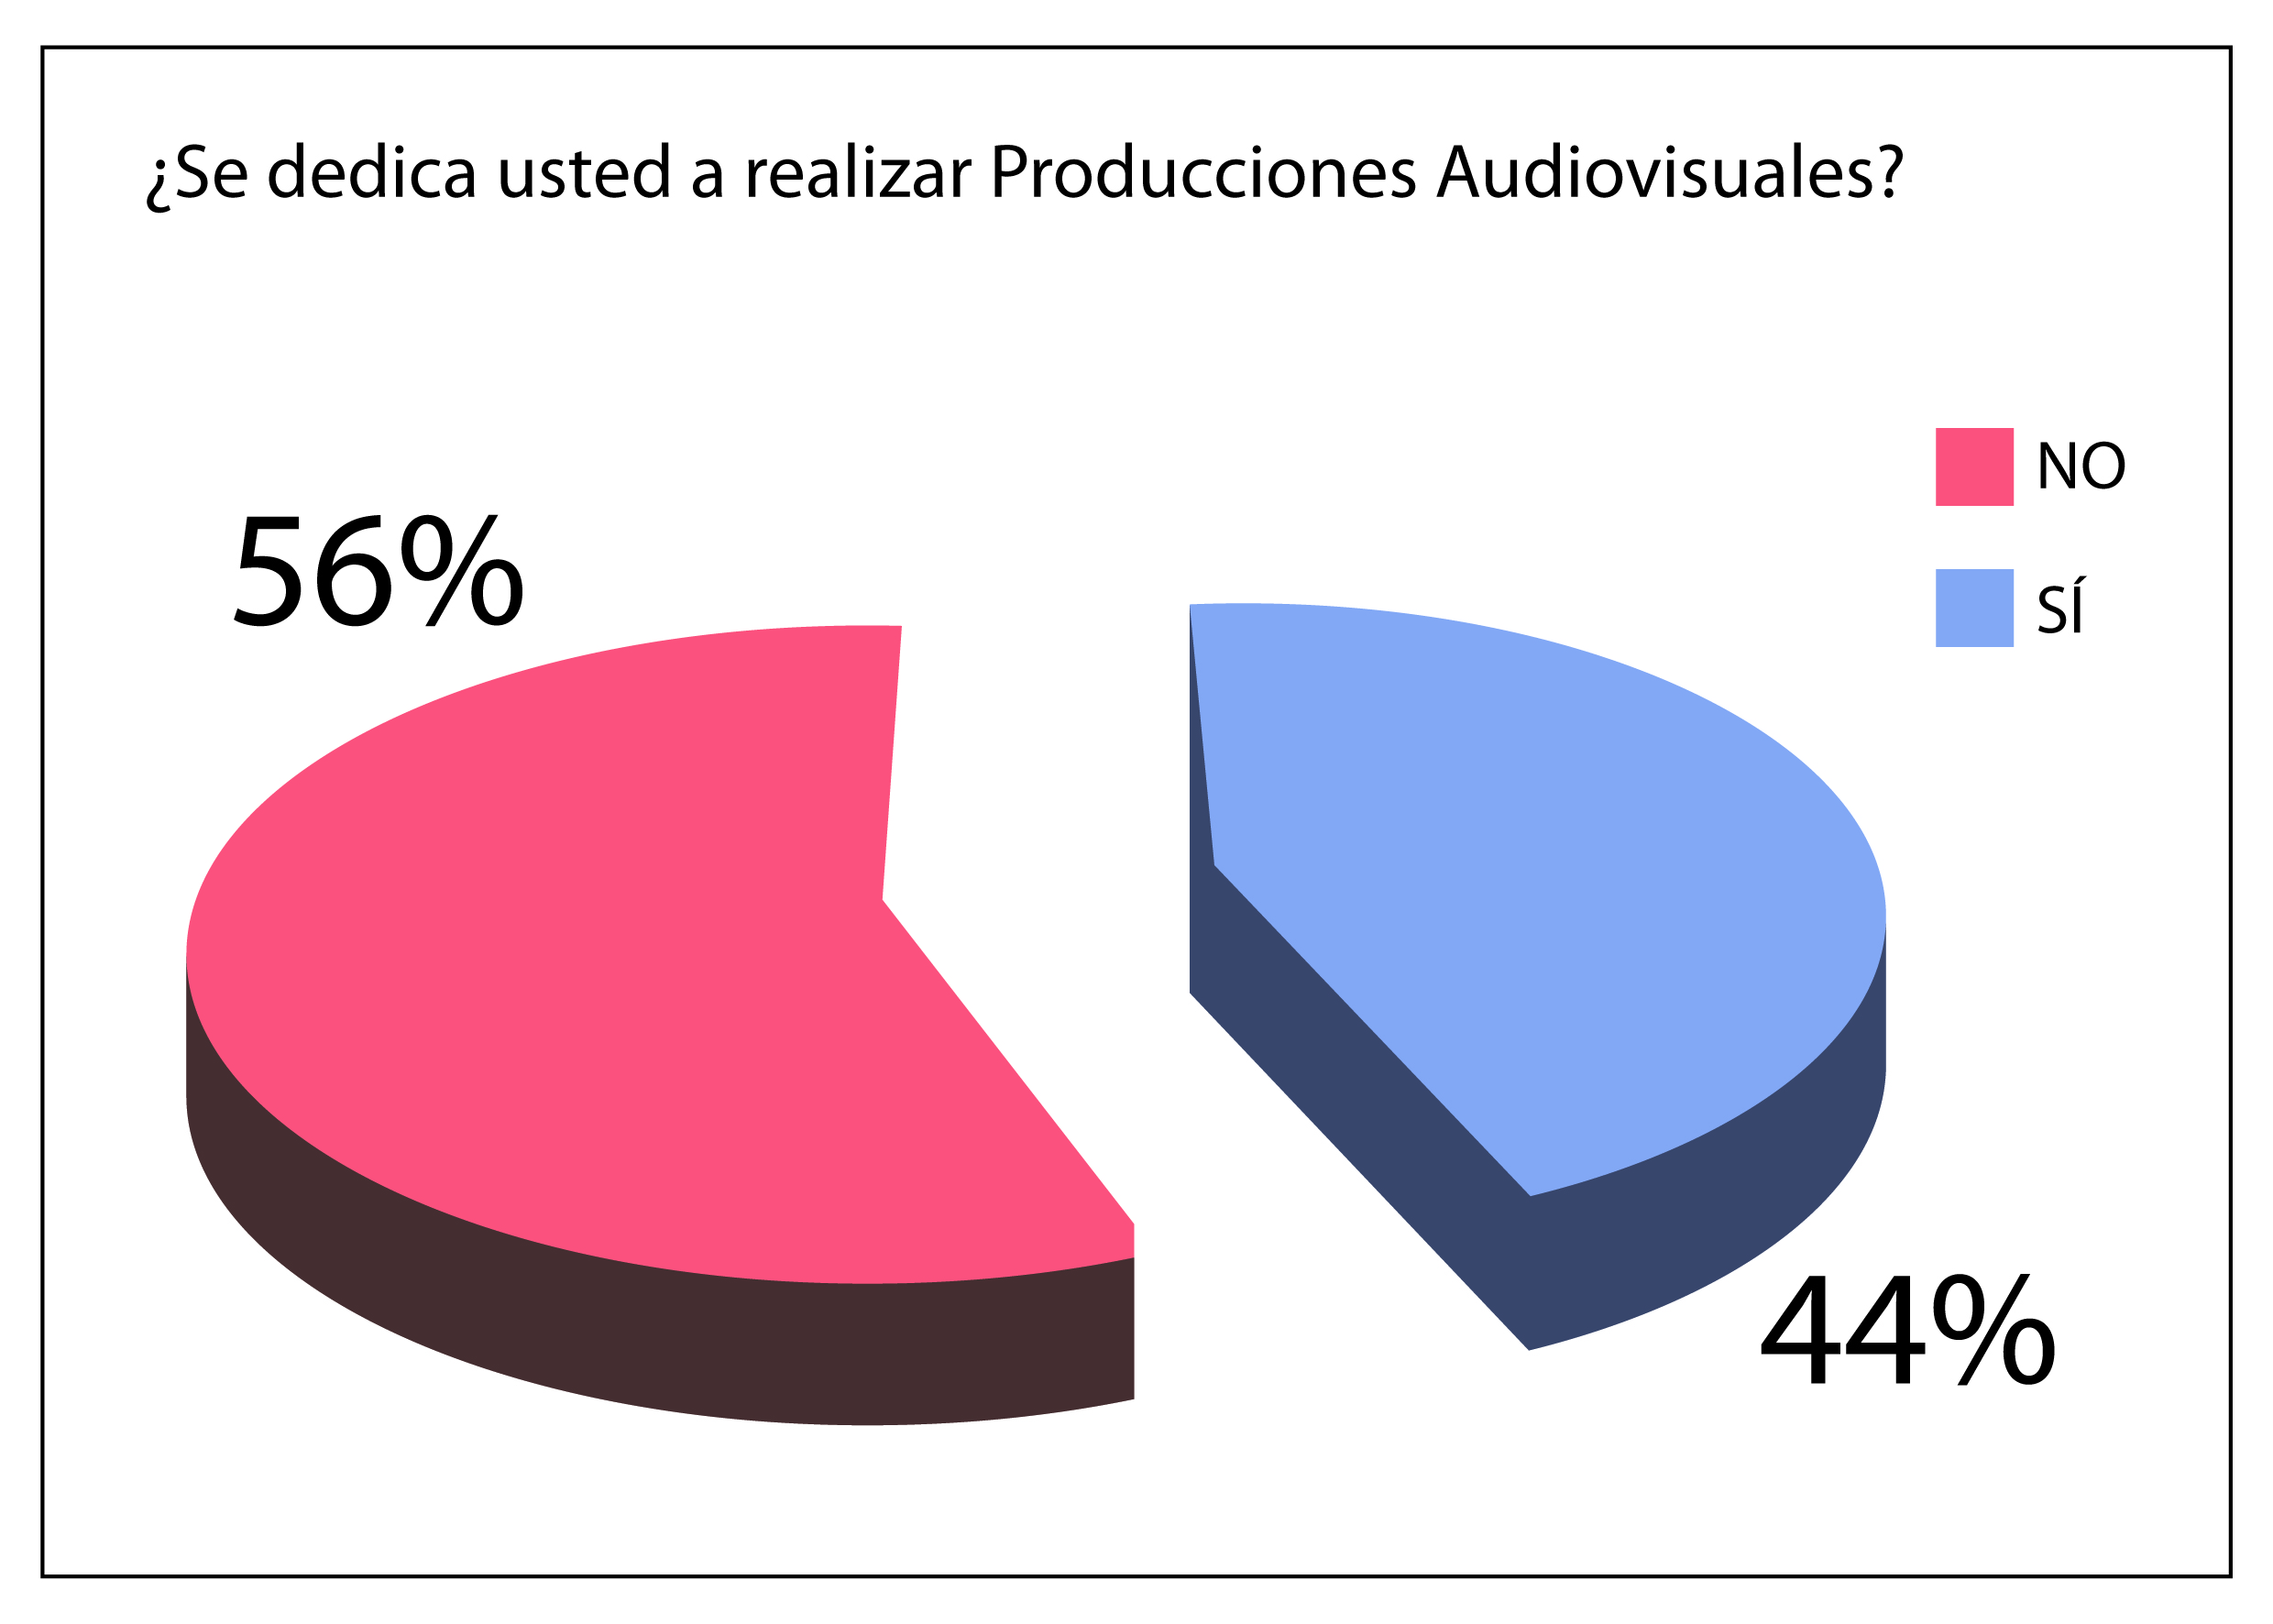 ¿Se dedica usted a realizar Producciones Audiovisuales?
NO
56%
SÍ
44%